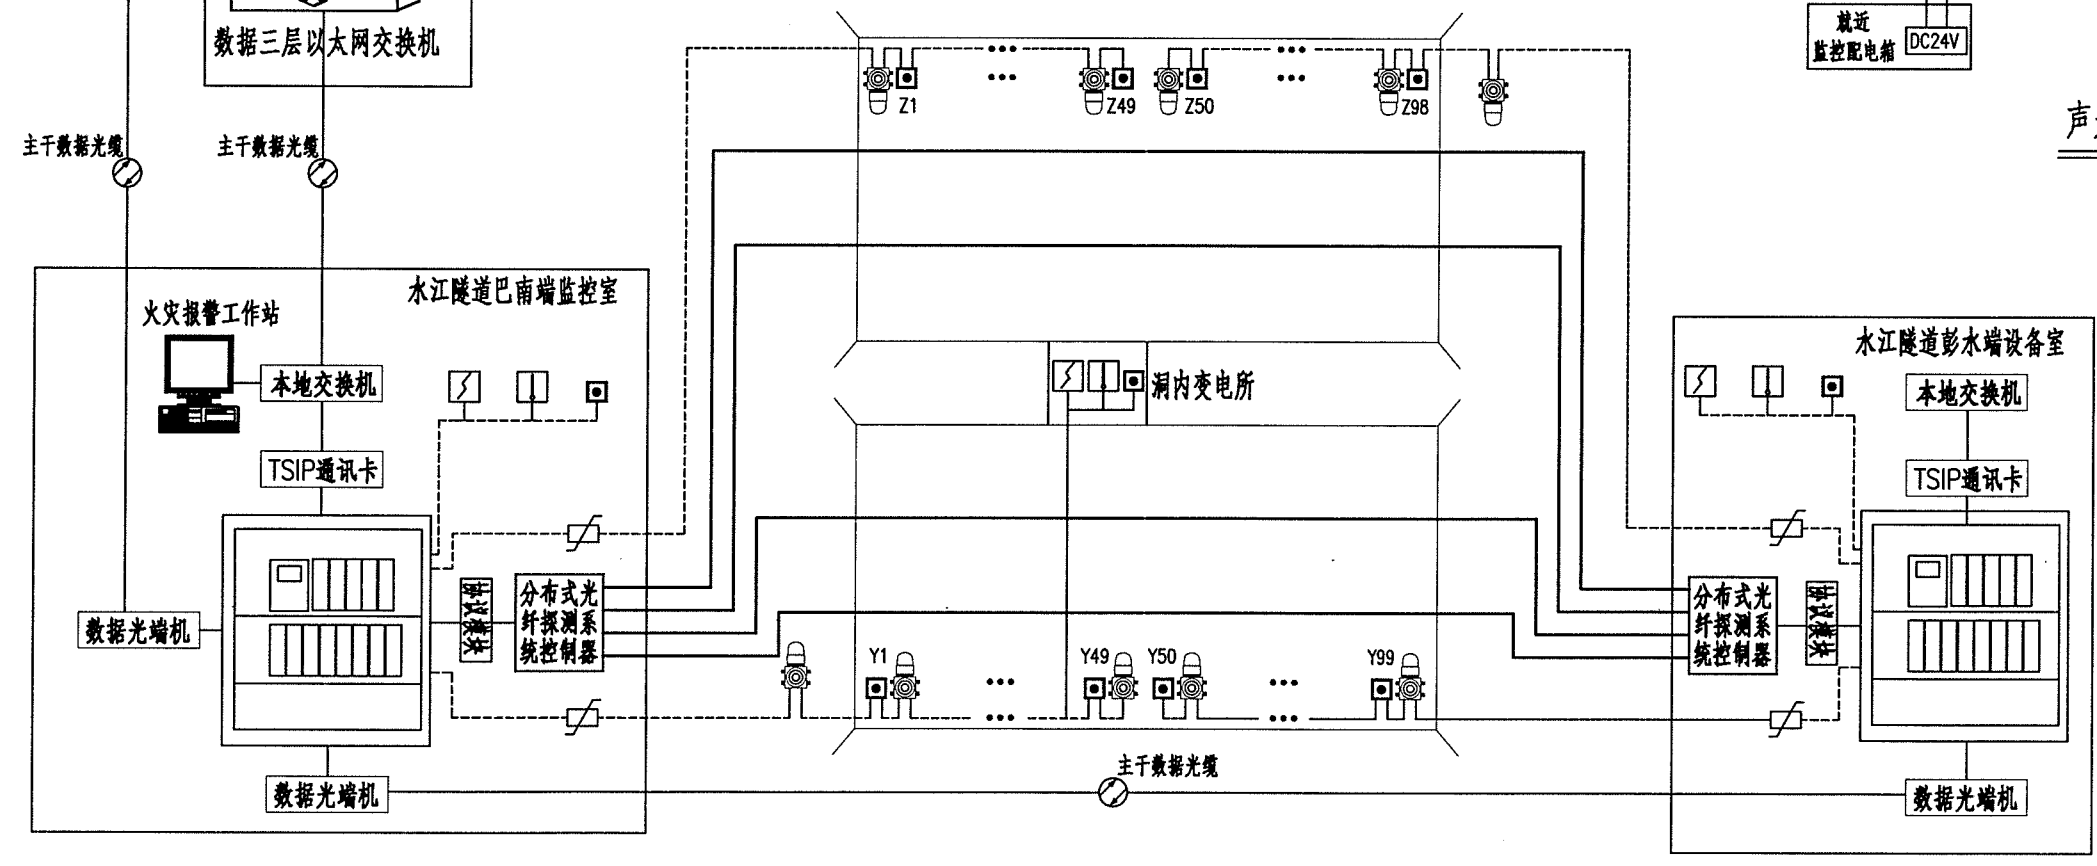 数据三层以太网交换机
就近
监控配电箱
DC24V
Z1
Z49
Z50
Z98
声
主干数据光缆
主干数据光缆
水江隧道巴南端监控室
火灾报警工作站
本地交换机
TSIP通讯卡
数据光端机
协议模块
分布式光
纤探测系
统控制器
数据光端机
洞内变电所
Y1
Y49
Y50
Y99
主干数据光缆
水江隧道彭水端设备室
本地交换机
TSIP通讯卡
分布式光
纤探测系
统控制器
协议模块
数据光端机